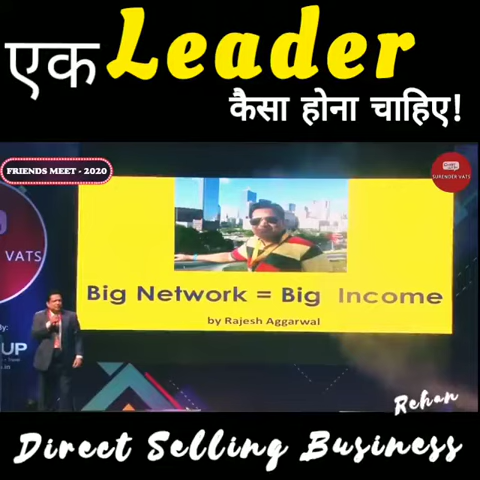 एक Leader
कैसा होना चाहिए!
FRIENDS MEET - 2020
SURENDER VATS
VATS
Big Network = Big Income
by Rajesh Aggarwal
By:
UP
Rehan
Direct Selling Business